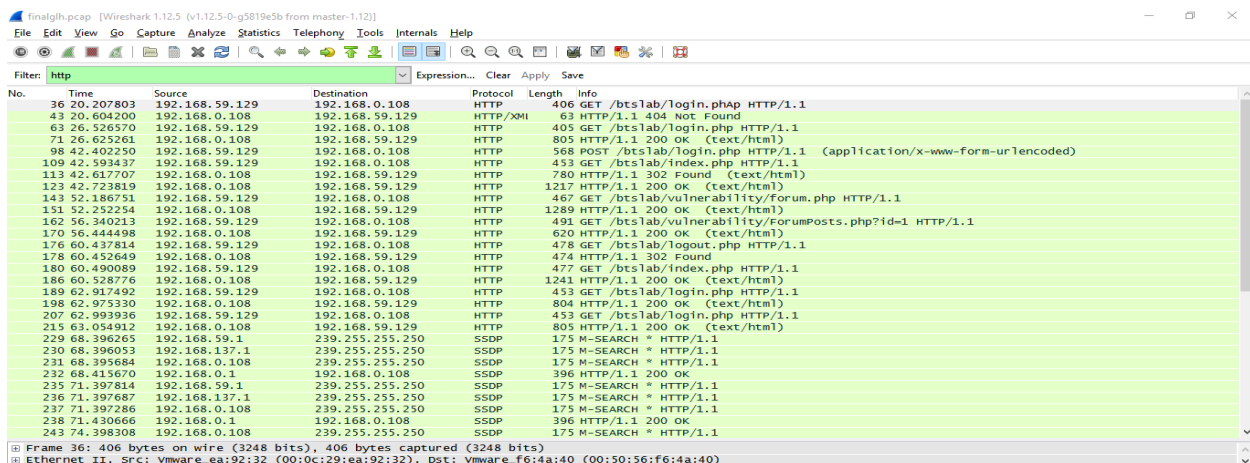 finalglh.pcap [Wireshark 1.12.5 (v1.12.5-0-g5819e5b from master-1.12)]
File Edit View Go Capture Analyze Statistics Telephony Tools Internals Help
Filter: http Expression... Clear Apply Save
No. Time Source Destination Protocol Length Info
36 20.207803 192.168.59.129 192.168.0.108 HTTP 406 GET /btslab/login.phAp HTTP/1.1
43 20.604200 192.168.0.108 192.168.59.129 HTTP/XML 63 HTTP/1.1 404 Not Found
63 26.526570 192.168.59.129 192.168.0.108 HTTP 405 GET /btslab/login.php HTTP/1.1
71 26.625261 192.168.0.108 192.168.59.129 HTTP 805 HTTP/1.1 200 OK (text/html)
98 42.402250 192.168.59.129 192.168.0.108 HTTP 568 POST /btslab/login.php HTTP/1.1 (application/x-www-form-urlencoded)
109 42.593437 192.168.59.129 192.168.0.108 HTTP 453 GET /btslab/index.php HTTP/1.1
113 42.617707 192.168.0.108 192.168.59.129 HTTP 780 HTTP/1.1 302 Found (text/html)
123 42.723819 192.168.0.108 192.168.59.129 HTTP 1217 HTTP/1.1 200 OK (text/html)
143 52.186751 192.168.59.129 192.168.0.108 HTTP 467 GET /btslab/vulnerability/forum.php HTTP/1.1
151 52.252254 192.168.0.108 192.168.59.129 HTTP 1289 HTTP/1.1 200 OK (text/html)
162 56.340213 192.168.59.129 192.168.0.108 HTTP 491 GET /btslab/vulnerability/ForumPosts.php?id=1 HTTP/1.1
170 56.444498 192.168.0.108 192.168.59.129 HTTP 620 HTTP/1.1 200 OK (text/html)
176 60.437814 192.168.59.129 192.168.0.108 HTTP 478 GET /btslab/logout.php HTTP/1.1
178 60.452649 192.168.0.108 192.168.59.129 HTTP 474 HTTP/1.1 302 Found
180 60.490089 192.168.59.129 192.168.0.108 HTTP 477 GET /btslab/index.php HTTP/1.1
186 60.528776 192.168.0.108 192.168.59.129 HTTP 1241 HTTP/1.1 200 OK (text/html)
189 62.917492 192.168.59.129 192.168.0.108 HTTP 453 GET /btslab/login.php HTTP/1.1
198 62.975330 192.168.0.108 192.168.59.129 HTTP 804 HTTP/1.1 200 OK (text/html)
207 62.993936 192.168.59.129 192.168.0.108 HTTP 453 GET /btslab/login.php HTTP/1.1
215 63.054912 192.168.0.108 192.168.59.129 HTTP 805 HTTP/1.1 200 OK (text/html)
229 68.396265 192.168.59.1 239.255.255.250 SSDP 175 M-SEARCH * HTTP/1.1
230 68.396053 192.168.137.1 239.255.255.250 SSDP 175 M-SEARCH * HTTP/1.1
231 68.395684 192.168.0.108 239.255.255.250 SSDP 175 M-SEARCH * HTTP/1.1
232 68.415670 192.168.0.1 192.168.0.108 SSDP 396 HTTP/1.1 200 OK
235 71.397814 192.168.59.1 239.255.255.250 SSDP 175 M-SEARCH * HTTP/1.1
236 71.397687 192.168.137.1 239.255.255.250 SSDP 175 M-SEARCH * HTTP/1.1
237 71.397286 192.168.0.108 239.255.255.250 SSDP 175 M-SEARCH * HTTP/1.1
238 71.430666 192.168.0.1 192.168.0.108 SSDP 396 HTTP/1.1 200 OK
243 74.398308 192.168.0.108 239.255.255.250 SSDP 175 M-SEARCH * HTTP/1.1
Frame 36: 406 bytes on wire (3248 bits), 406 bytes captured (3248 bits)
Ethernet II, Src: Vmware_ea:92:32 (00:0c:29:ea:92:32), Dst: Vmware_f6:4a:40 (00:50:56:f6:4a:40)